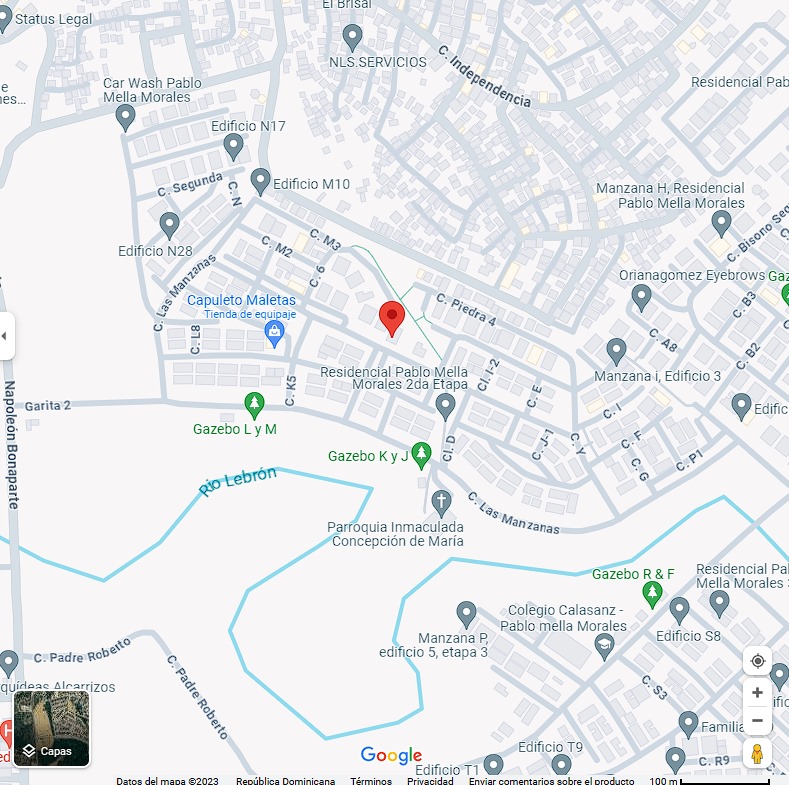 El Brisal
Status Legal
NLS.SERVICIOS
C. Independencia
Car Wash Pablo
Mella Morales
Residencial Pab
Edificio N17
C. Segunda
C. N
Edificio M10
Manzana H, Residencial
Pablo Mella Morales
Edificio N28
C. M2
C. M3
C. 6
C. Bisono Seg
C. Las Manzanas
Orianagomez Eyebrows
Gaz
Capuleto Maletas
Tienda de equipaje
C. Piedra 4
C. B3
C. L8
C. A8
C. B2
Residencial Pablo Mella
Morales 2da Etapa
Cl. I-2
Manzana i, Edificio 3
C. K5
C. E
Garita 2
C. I
Edific
Napoleón Bonaparte
Gazebo L y M
Cl. D
C. J-1
C. Y
C. F
Gazebo K y J
C. G
C. P1
Río Lebrón
C. Las Manzanas
Parroquia Inmaculada
Concepción de María
Gazebo R & F
Residencial Pa
Mella Morales 3
Colegio Calasanz -
Pablo mella Morales
Edificio S8
Manzana P,
edificio 5, etapa 3
C. Padre Roberto
C. Padre Roberto
quídeas Alcarrizos
C. S3
H
Capas
Familia
Google
Edificio T9
Edificio T1
C. R9
Datos del mapa ©2023
República Dominicana
Términos
Privacidad
Enviar comentarios sobre el producto
100 m